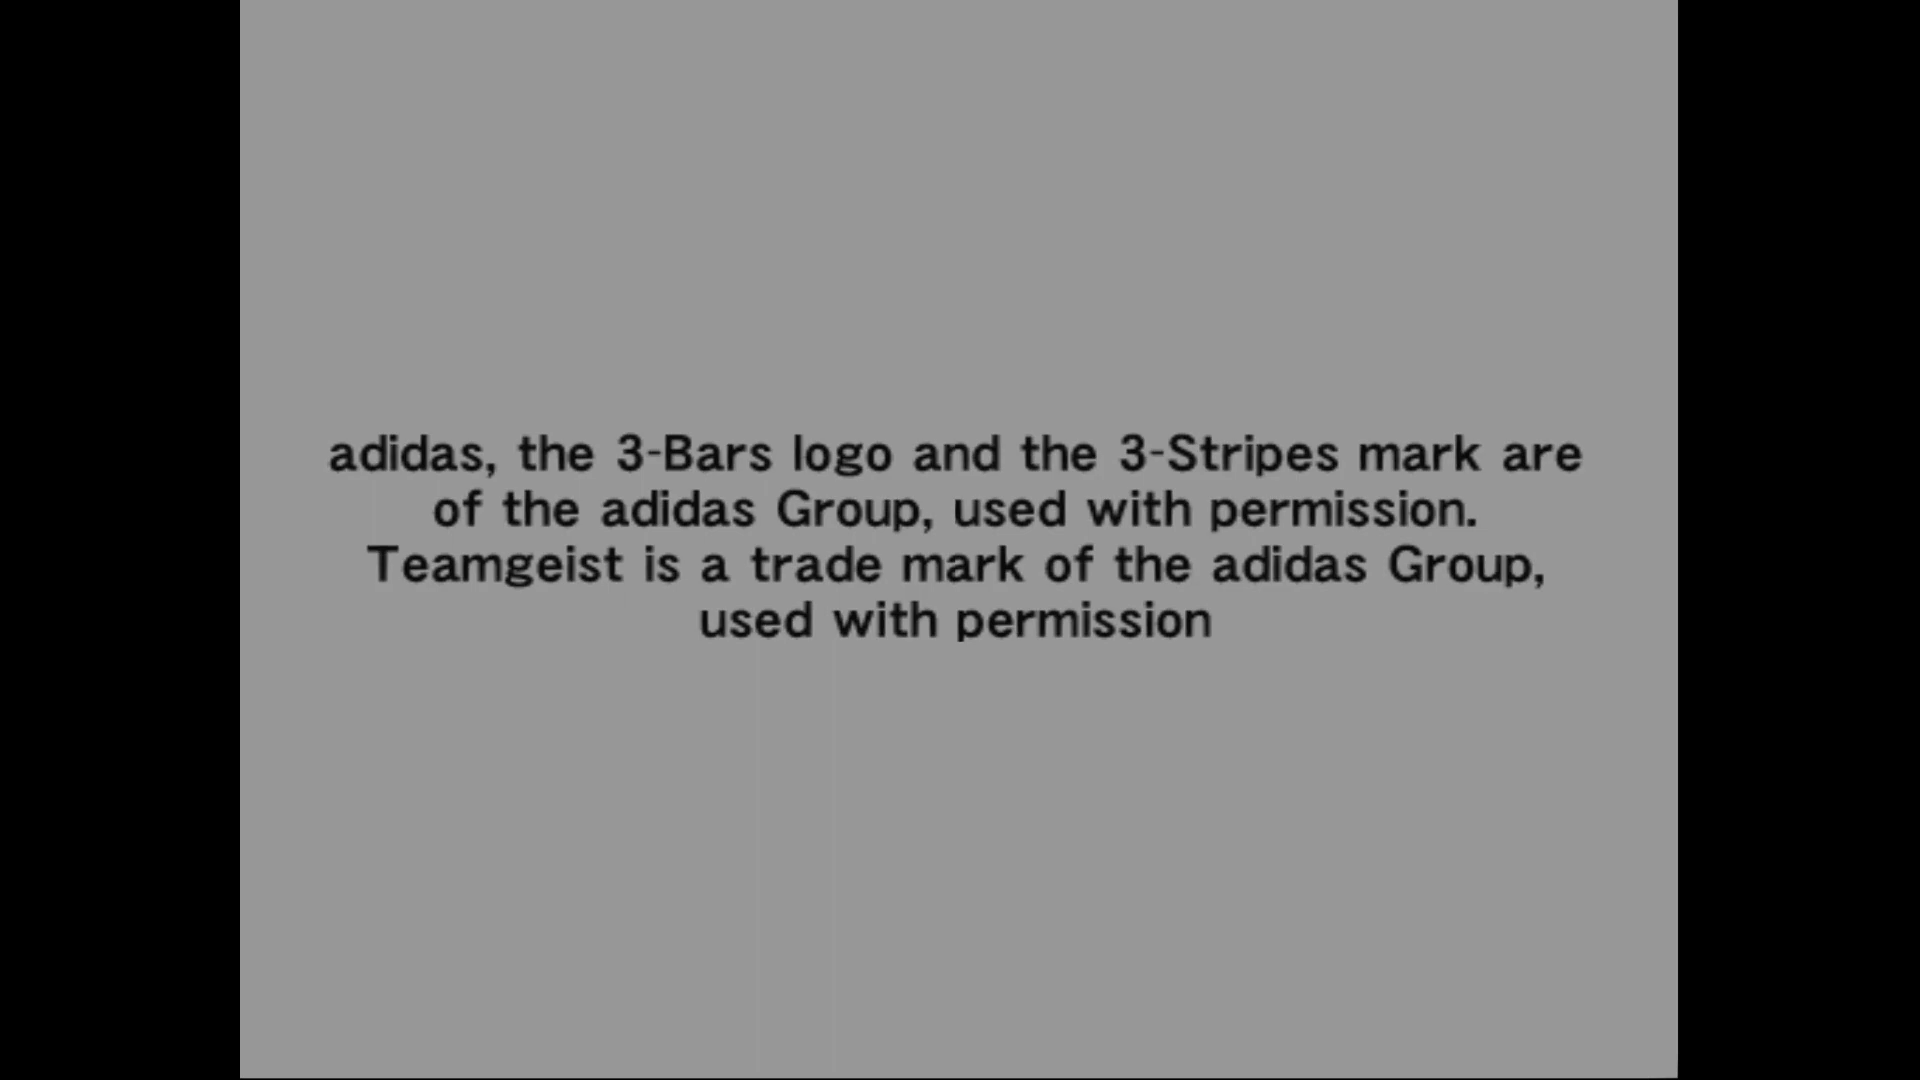 adidas, the 3-Bars logo and the 3-Stripes mark are
of the adidas Group, used with permission.
Teamgeist is a trade mark of the adidas Group,
used with permission